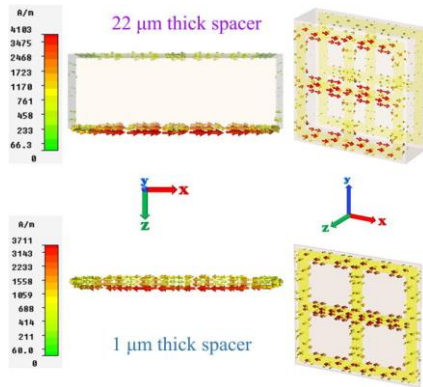 A/m
4103
3475
2468
1723
1170
761
458
233
66.3
0
22 μm thick spacer
y
x
z
y
x
z
A/m
3711
3143
2233
1558
1059
688
414
211
60.0
0
1 μm thick spacer